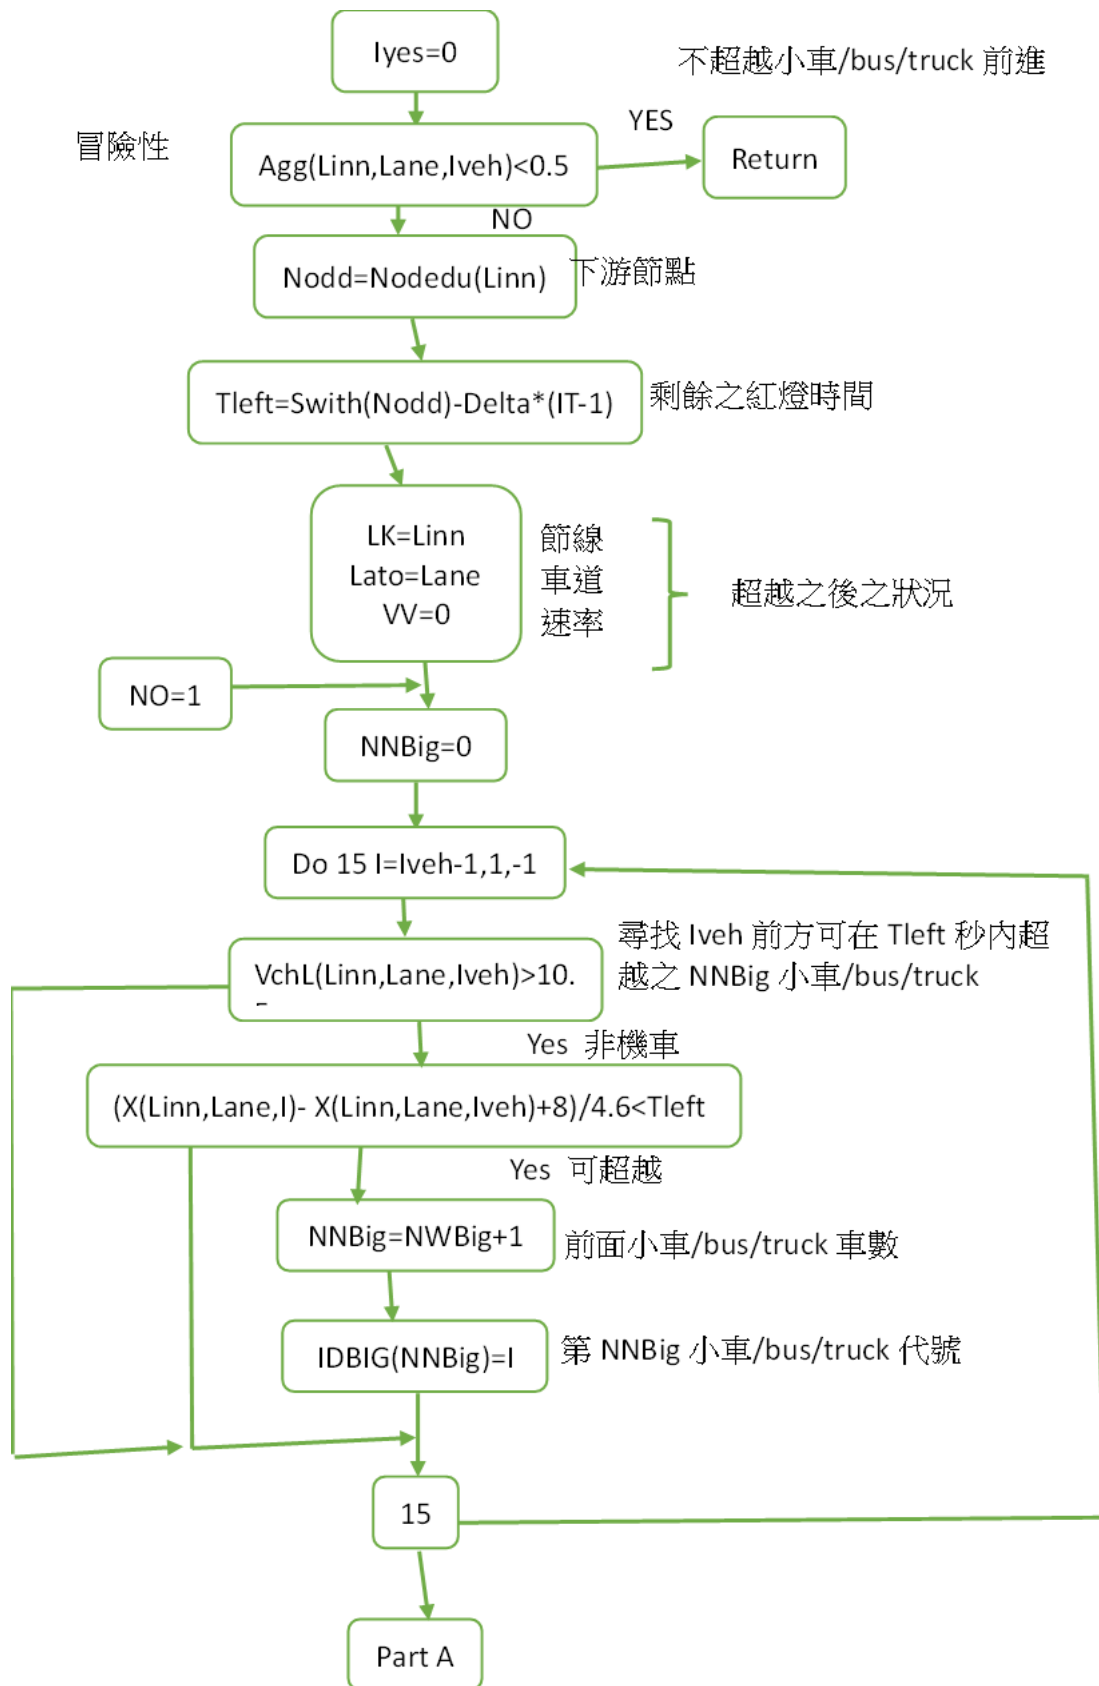 Iyes=0
不超越小車/bus/truck 前進
冒險性
YES
Agg(Linn,Lane,Iveh)<0.5
Return
NO
Nodd=Nodedu(Linn)
下游節點
Tleft=Swith(Nodd)-Delta*(IT-1)
剩餘之紅燈時間
LK=Linn
節線
Lato=Lane
車道
超越之後之狀況
VV=0
速率
NO=1
NNBig=0
Do 15 I=Iveh-1,1,-1
尋找 Iveh 前方可在 Tleft 秒內超
越之 NNBig 小車/bus/truck
VchL(Linn,Lane,Iveh)>10.
Yes 非機車
(X(Linn,Lane,I)- X(Linn,Lane,Iveh)+8)/4.6<Tleft
Yes 可超越
NNBig=NWBig+1
前面小車/bus/truck 車數
IDBIG(NNBig)=I
第 NNBig 小車/bus/truck 代號
15
Part A